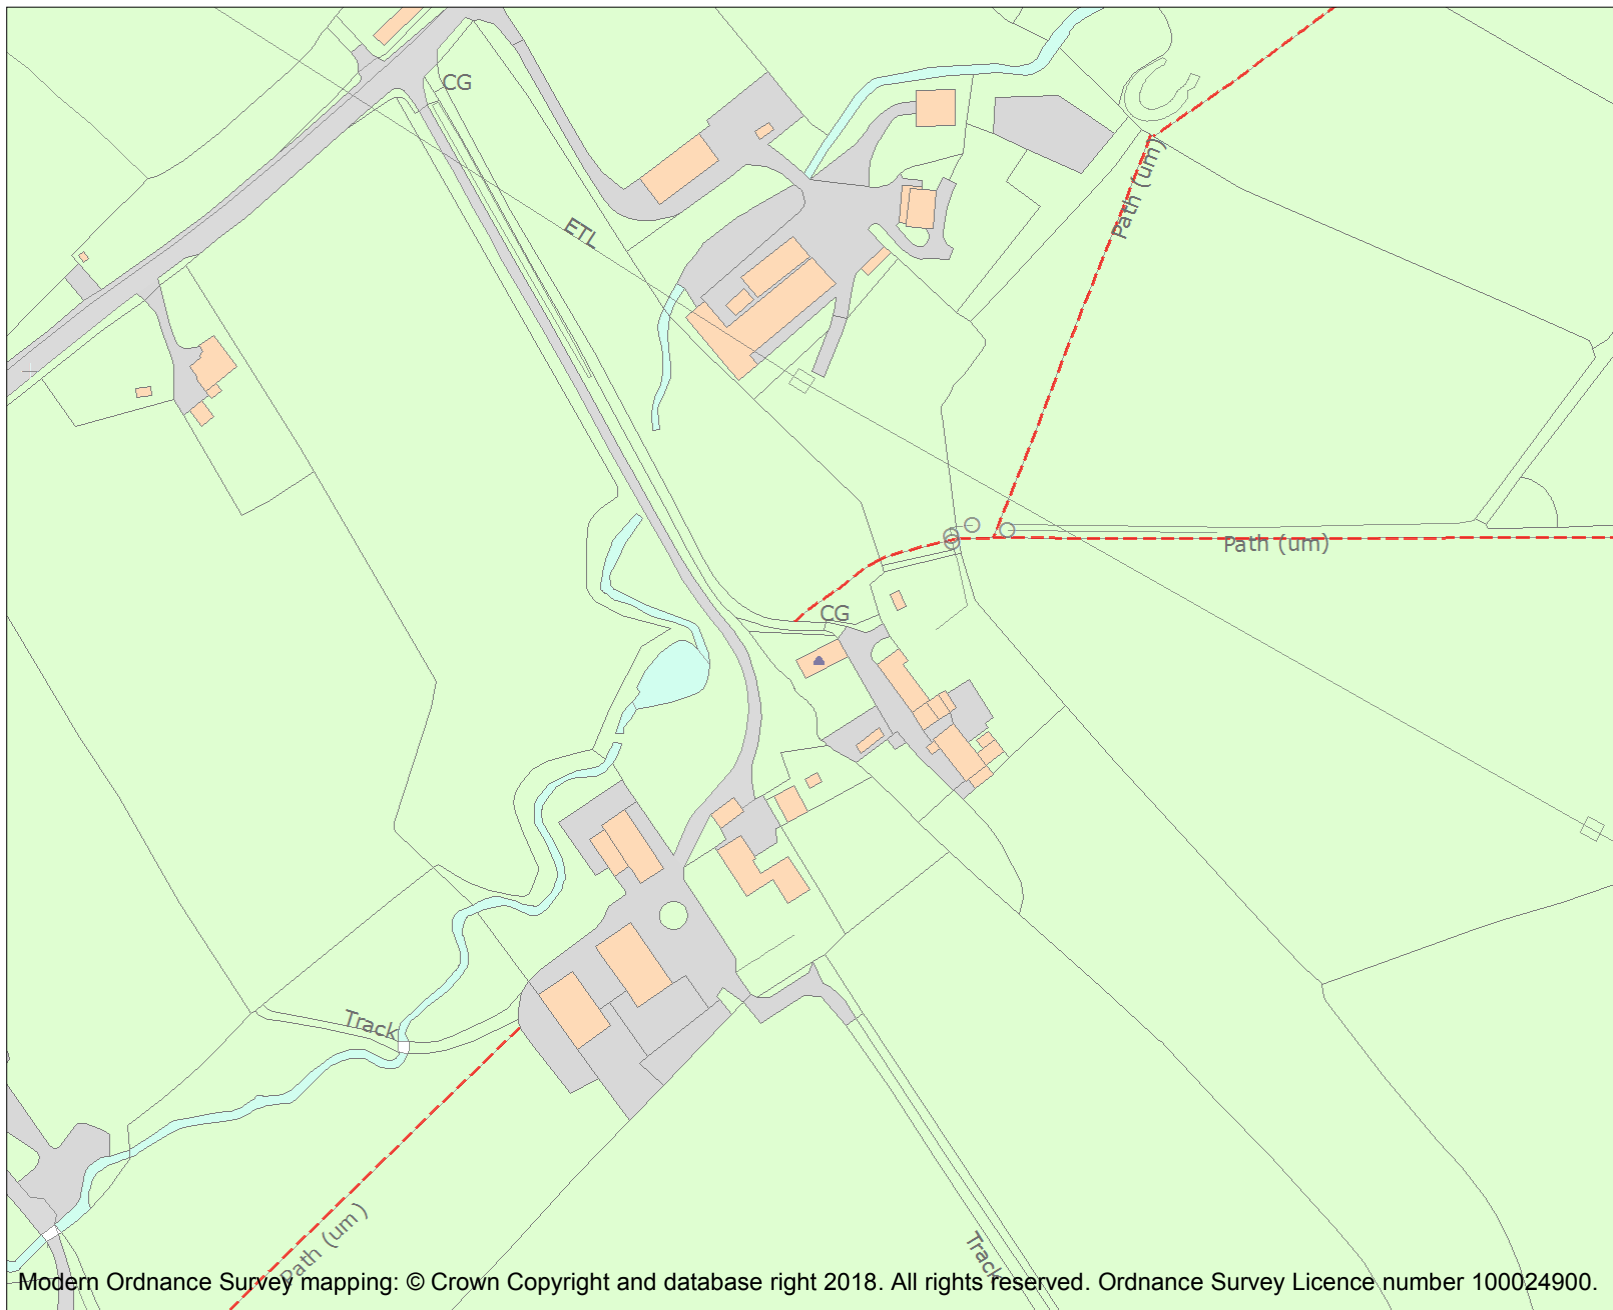 CG
Path (um)
ETL
Path (um)
CG
Track
Path (um)
Track
Modern Ordnance Survey mapping: © Crown Copyright and database right 2018. All rights reserved. Ordnance Survey Licence number 100024900.